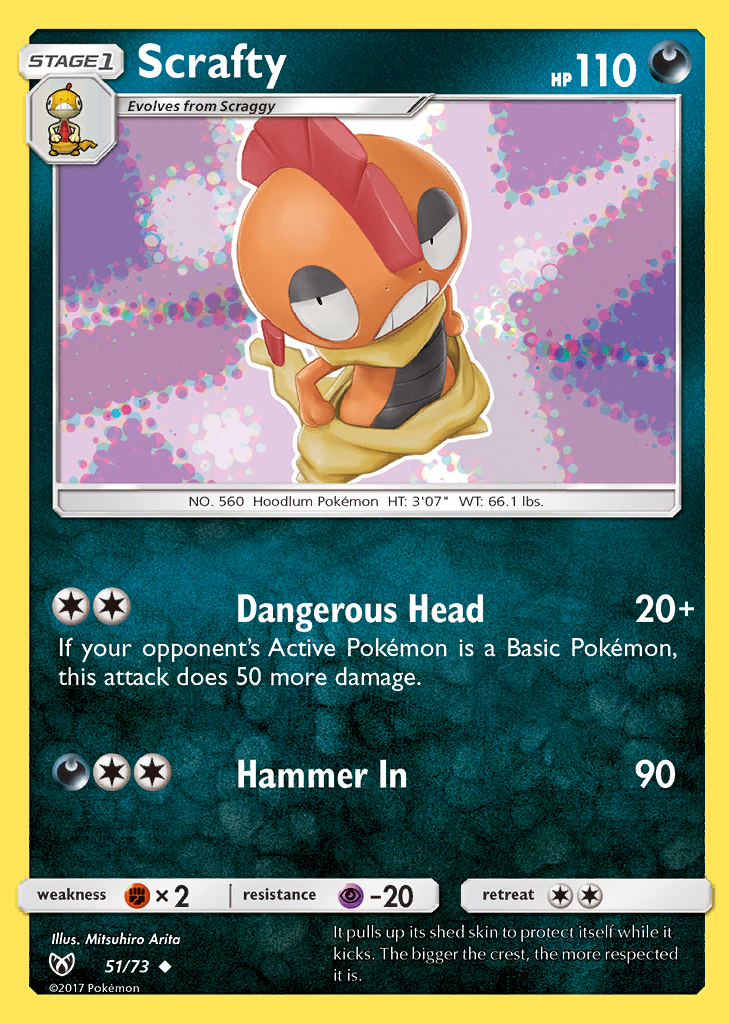 STAGE1
Scrafty
HP 110
Evolves from Scraggy
NO. 560 Hoodlum Pokémon HT: 3'07" WT: 66.1 lbs.
Dangerous Head 20+
If your opponent's Active Pokémon is a Basic Pokémon,
this attack does 50 more damage.
Hammer In 90
weakness ×2 resistance -20 retreat
Illus. Mitsuhiro Arita
51/73
©2017 Pokémon
It pulls up its shed skin to protect itself while it
kicks. The bigger the crest, the more respected
it is.